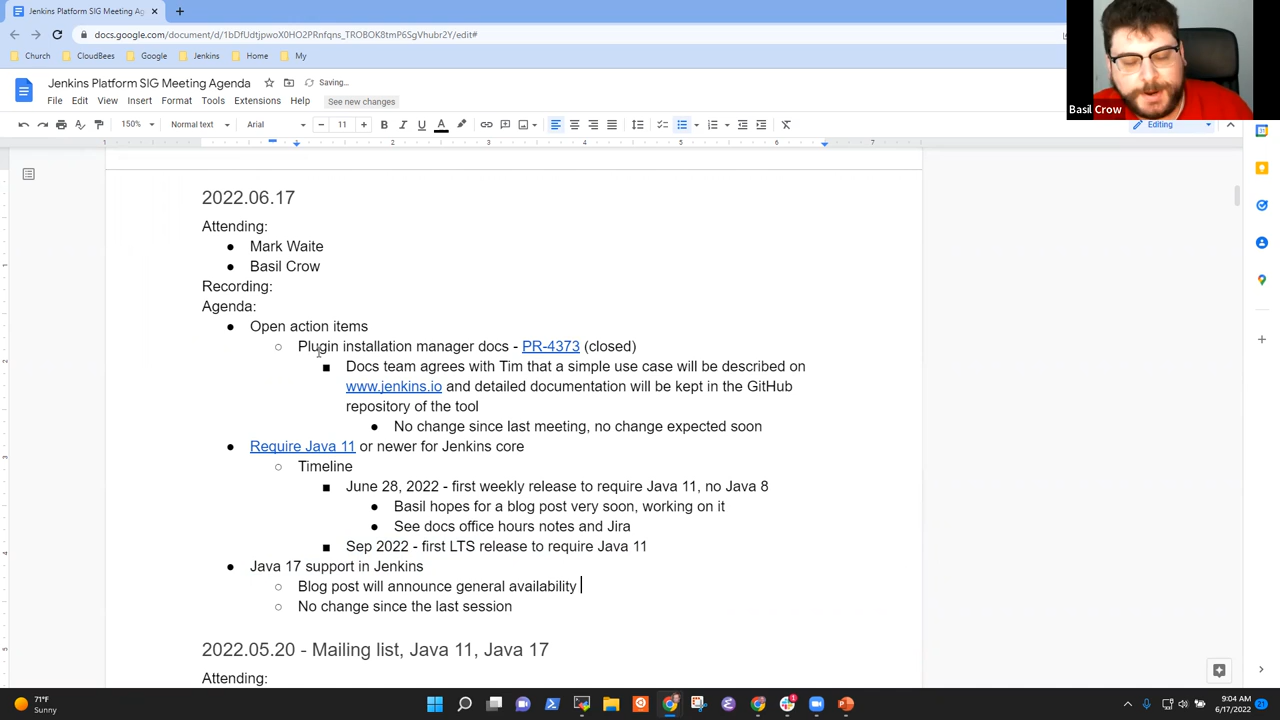 Jenkins Platform SIG Meeting Ag
docs.google.com/document/d/1bDfUdtjpwoX0HO2PRnfqns_TROBOK8tmP6SgVhubr2Y/edit#
Church CloudBees Google Jenkins Home My
Jenkins Platform SIG Meeting Agenda Saving...
File Edit View Insert Format Tools Extensions Help See new changes
150% Normal text Arial 11 Editing
Basil Crow
1 2 3 4 5 6 7
2022.06.17
Attending:
● Mark Waite
● Basil Crow
Recording:
Agenda:
● Open action items
○ Plugin installation manager docs - PR-4373 (closed)
■ Docs team agrees with Tim that a simple use case will be described on
www.jenkins.io and detailed documentation will be kept in the GitHub
repository of the tool
● No change since last meeting, no change expected soon
● Require Java 11 or newer for Jenkins core
○ Timeline
■ June 28, 2022 - first weekly release to require Java 11, no Java 8
● Basil hopes for a blog post very soon, working on it
● See docs office hours notes and Jira
■ Sep 2022 - first LTS release to require Java 11
● Java 17 support in Jenkins
○ Blog post will announce general availability
○ No change since the last session
2022.05.20 - Mailing list, Java 11, Java 17
Attending:
71°F
Sunny
9:04 AM
6/17/2022